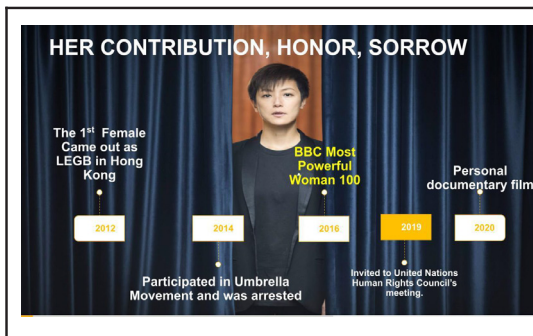 HER CONTRIBUTION, HONOR, SORROW
The 1st Female
Came out as
LEGB in Hong
Kong
2012
2014
Participated in Umbrella
Movement and was arrested
BBC Most
Powerful
Woman 100
2016
2019
Invited to United Nations
Human Rights Council's
meeting.
Personal
documentary film
2020